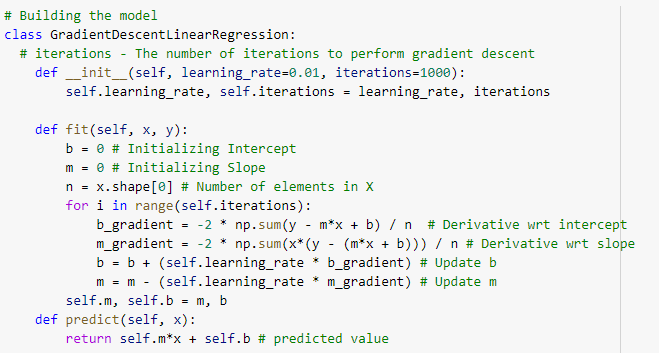 # Building the model
class GradientDescentLinearRegression:
  # iterations - The number of iterations to perform gradient descent
    def __init__(self, learning_rate=0.01, iterations=1000):
        self.learning_rate, self.iterations = learning_rate, iterations

    def fit(self, x, y):
        b = 0 # Initializing Intercept
        m = 0 # Initializing Slope
        n = x.shape[0] # Number of elements in X
        for i in range(self.iterations):
            b_gradient = -2 * np.sum(y - m*x + b) / n  # Derivative wrt intercept
            m_gradient = -2 * np.sum(x*(y - (m*x + b))) / n # Derivative wrt slope
            b = b + (self.learning_rate * b_gradient) # Update b
            m = m - (self.learning_rate * m_gradient) # Update m
        self.m, self.b = m, b
    def predict(self, x):
        return self.m*x + self.b # predicted value